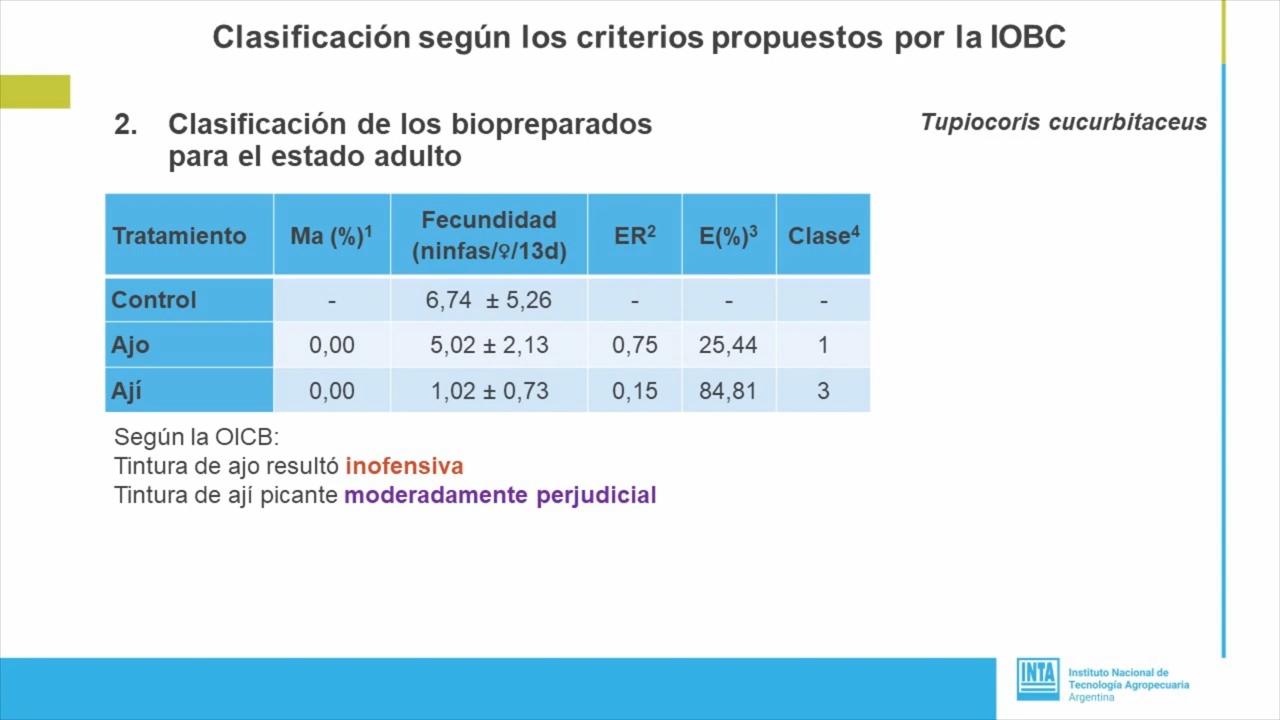 Clasificación según los criterios propuestos por la IOBC
2. Clasificación de los biopreparados
para el estado adulto
Tupiocoris cucurbitaceus
Tratamiento Ma (%)¹ Fecundidad (ninfas/♀/13d) ER² E(%)³ Clase⁴
Control - 6,74 ± 5,26 - - -
Ajo 0,00 5,02 ± 2,13 0,75 25,44 1
Ají 0,00 1,02 ± 0,73 0,15 84,81 3
Según la OICB:
Tintura de ajo resultó inofensiva
Tintura de ají picante moderadamente perjudicial
INTA
Instituto Nacional de
Tecnología Agropecuaria
Argentina